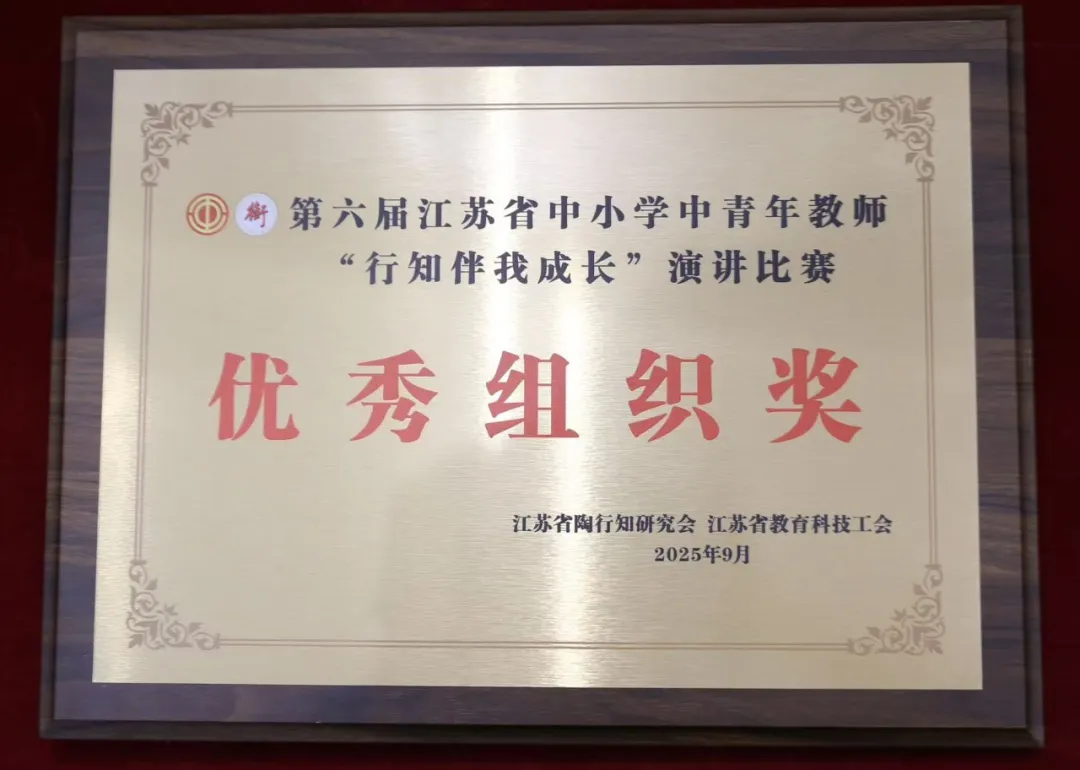 第六届江苏省中小学中青年教师
“行知伴我成长”演讲比赛
优秀组织奖
江苏省陶行知研究会 江苏省教育科技工会
2025年9月